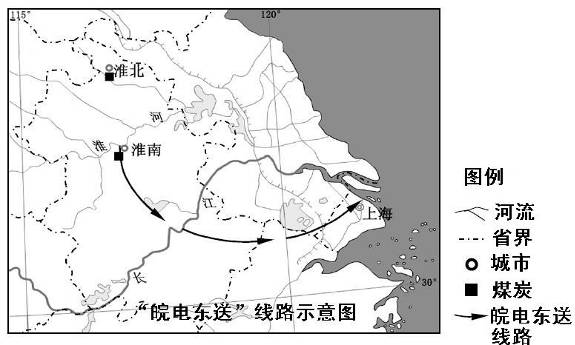 115°
120°
淮北
淮河
淮南
长江
上海
30°
“皖电东送”线路示意图
图例
河流
省界
城市
煤炭
皖电东送
线路